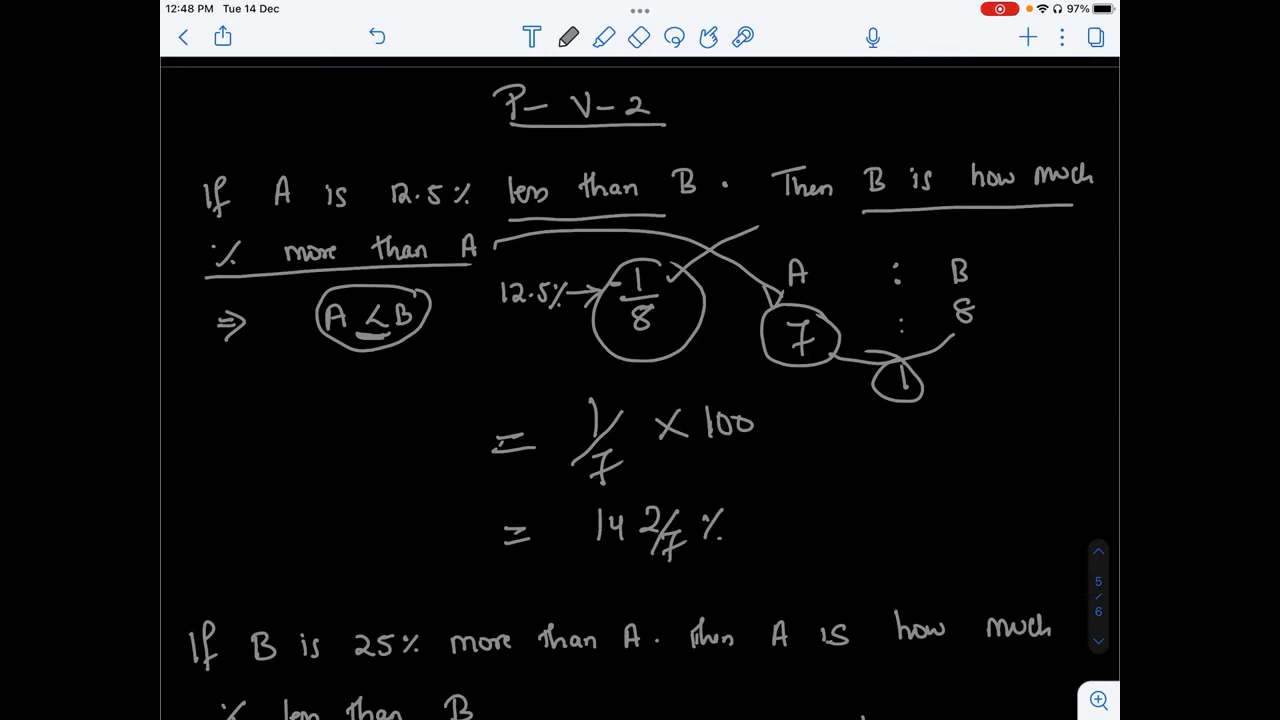 12:48 PM Tue 14 Dec 97%
P- V-2
If A is 12.5% less than B. Then B is how much
% more than A
A : B
12.5% → -1/8
⇒ A < B
7 : 8
1
= 1/7 × 100
= 14 2/7 %
5 / 6
If B is 25% more than A. Then A is how much
% less than B